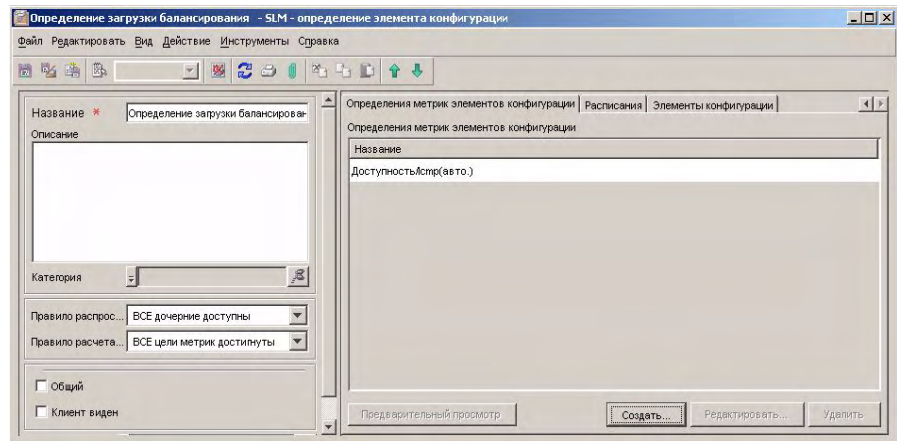 Определение загрузки балансирования - SLM - определение элемента конфигурации
Файл Редактировать Вид Действие Инструменты Справка
Название * Определение загрузки балансирован
Описание
Категория
Правило распрос... ВСЕ дочерние доступны
Правило расчета... ВСЕ цели метрик достигнуты
Общий
Клиент виден
Определения метрик элементов конфигурации Расписания Элементы конфигурации
Определения метрик элементов конфигурации
Название
Доступность/Icmp(авто.)
Предварительный просмотр Создать... Редактировать... Удалить